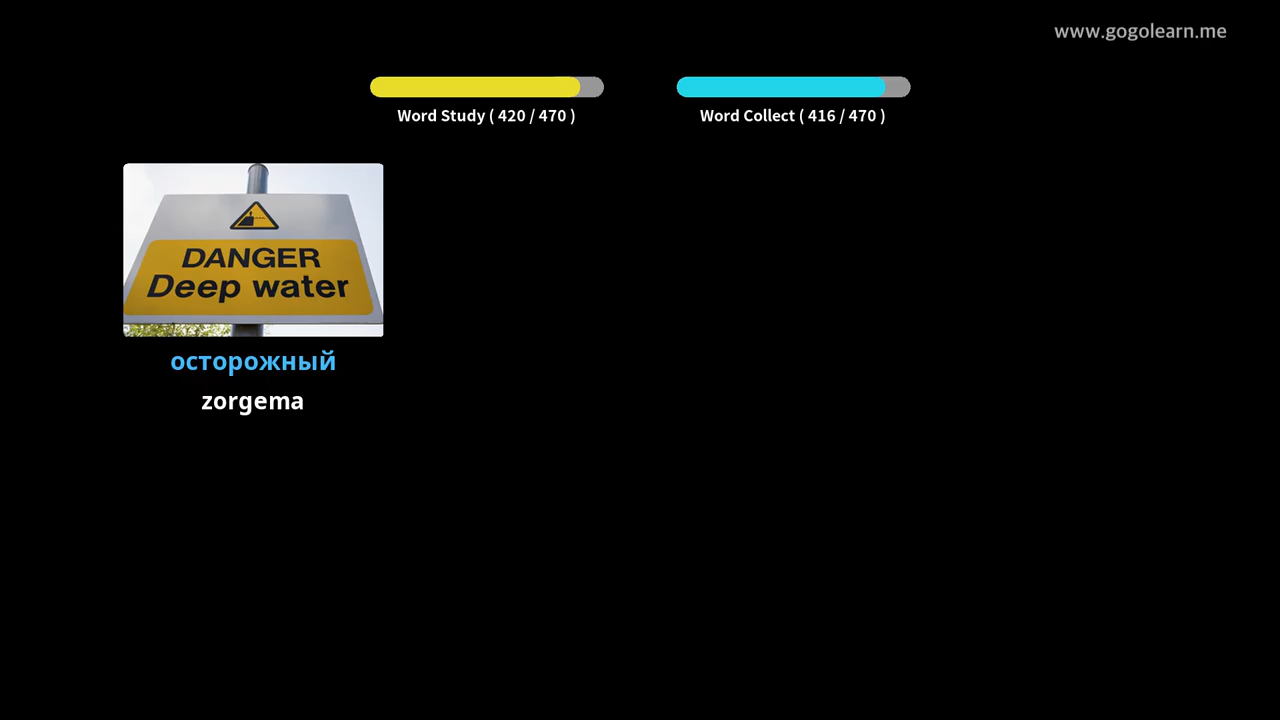 www.gogolearn.me
Word Study ( 420 / 470 )
Word Collect ( 416 / 470 )
DANGER
Deep water
осторожный
zorgema